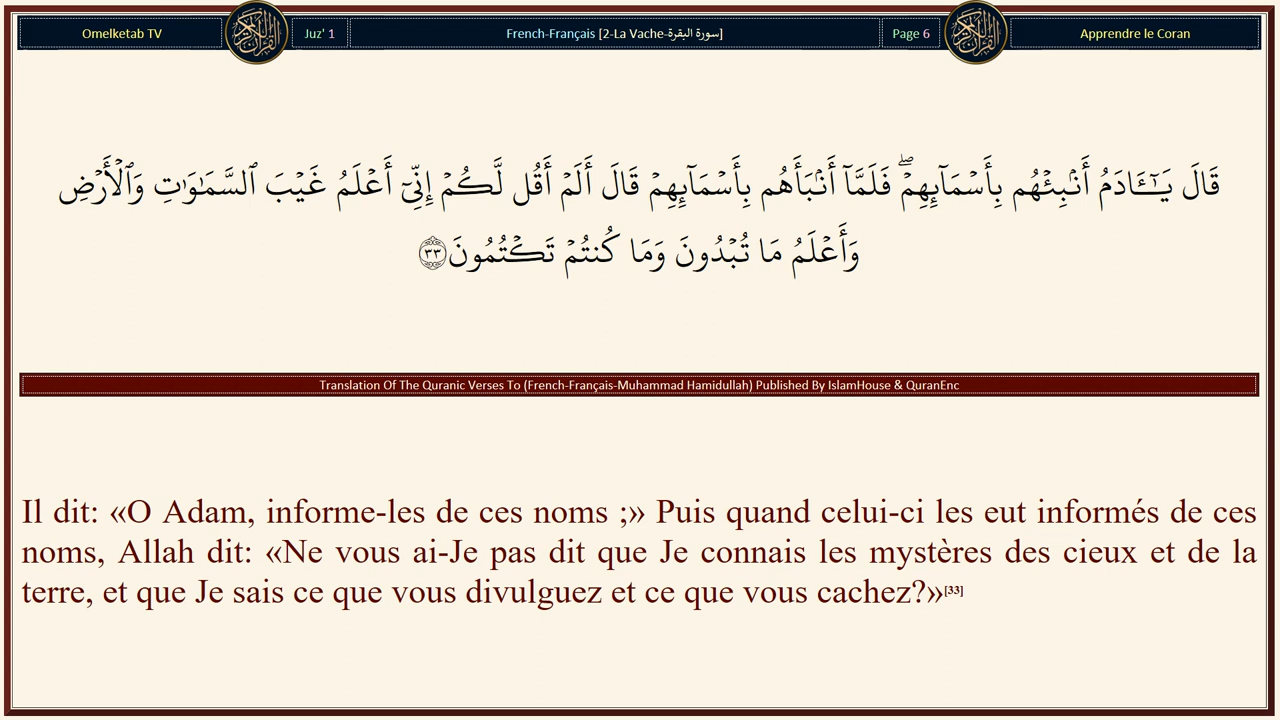 Omelketab TV
Juz' 1
French-Français [2-La Vache-سورة البقرة]
Page 6
Apprendre le Coran
قَالَ يَـٰٓـَٔادَمُ أَنۢبِئۡهُم بِأَسۡمَآئِهِمۡۖ فَلَمَّآ أَنۢبَأَهُم بِأَسۡمَآئِهِمۡ قَالَ أَلَمۡ أَقُل لَّكُمۡ إِنِّيٓ أَعۡلَمُ غَيۡبَ ٱلسَّمَٰوَٰتِ وَٱلۡأَرۡضِ
وَأَعۡلَمُ مَا تُبۡدُونَ وَمَا كُنتُمۡ تَكۡتُمُونَ ٣٣
Translation Of The Quranic Verses To (French-Français-Muhammad Hamidullah) Published By IslamHouse & QuranEnc
Il dit: «O Adam, informe-les de ces noms ;» Puis quand celui-ci les eut informés de ces
noms, Allah dit: «Ne vous ai-Je pas dit que Je connais les mystères des cieux et de la
terre, et que Je sais ce que vous divulguez et ce que vous cachez?»[33]